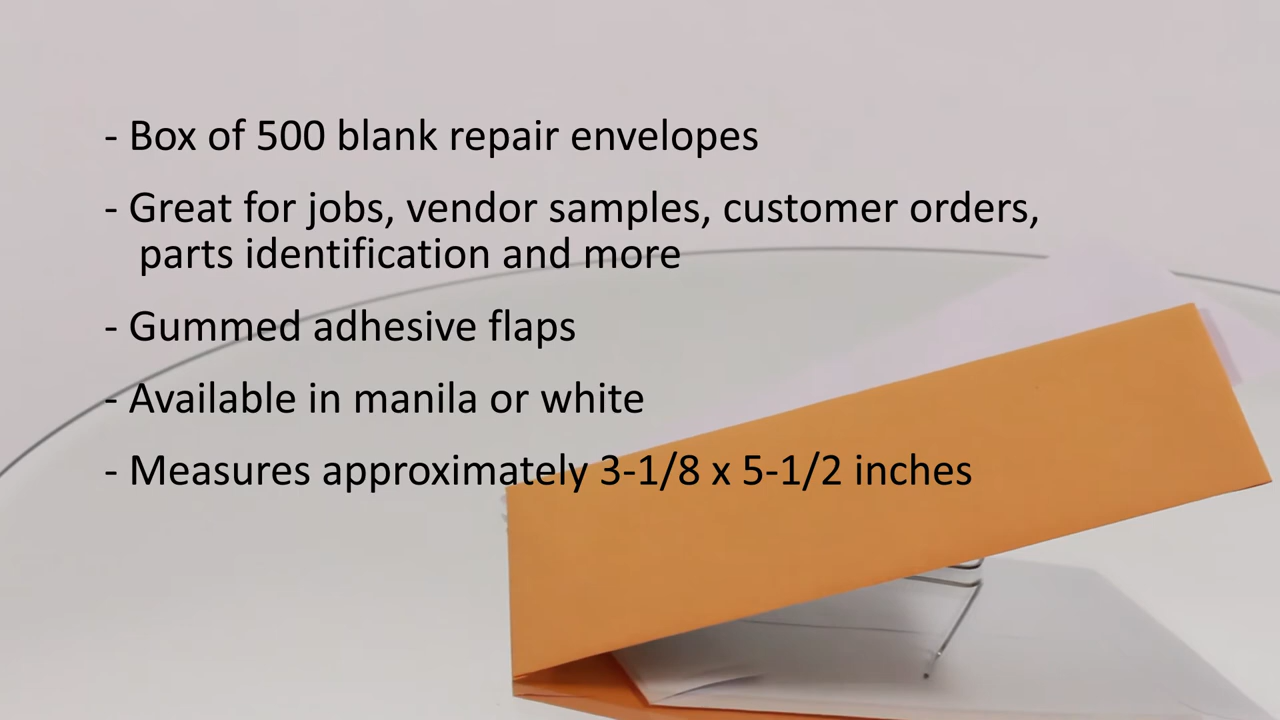 - Box of 500 blank repair envelopes
- Great for jobs, vendor samples, customer orders,
parts identification and more
- Gummed adhesive flaps
- Available in manila or white
- Measures approximately 3-1/8 x 5-1/2 inches